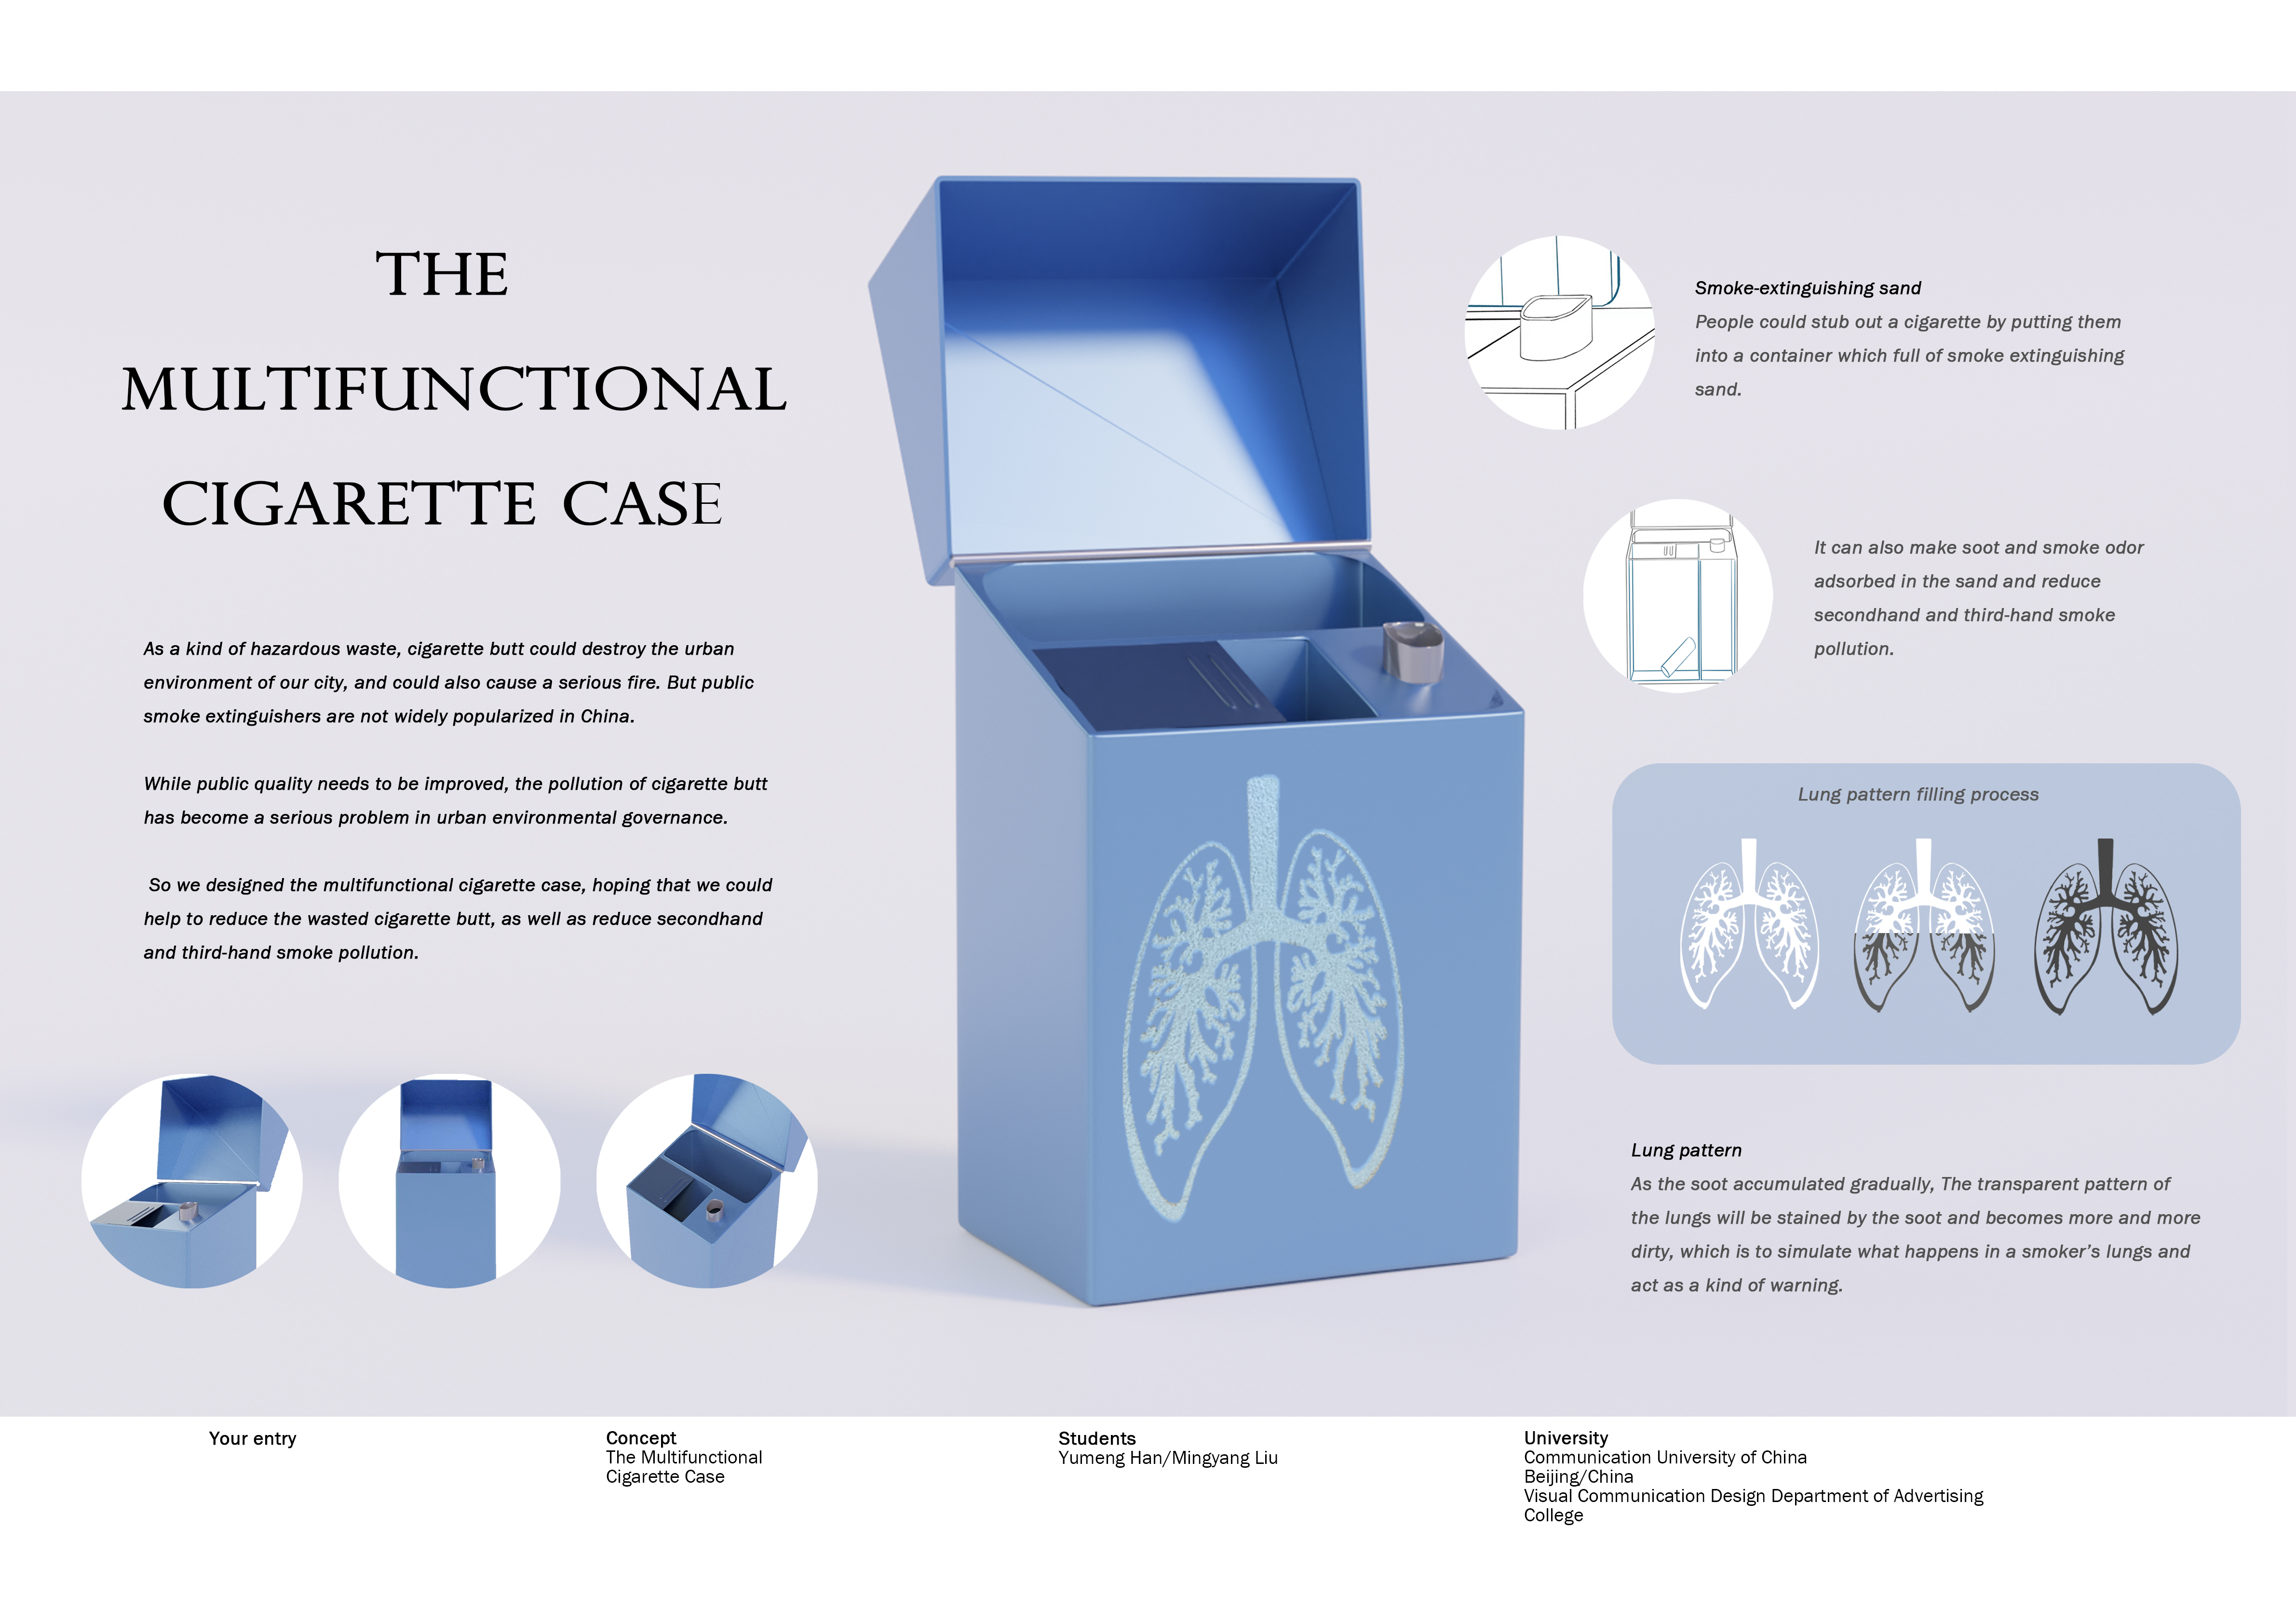 THE
MULTIFUNCTIONAL
CIGARETTE CASE
As a kind of hazardous waste, cigarette butt could destroy the urban
environment of our city, and could also cause a serious fire. But public
smoke extinguishers are not widely popularized in China.
While public quality needs to be improved, the pollution of cigarette butt
has become a serious problem in urban environmental governance.
So we designed the multifunctional cigarette case, hoping that we could
help to reduce the wasted cigarette butt, as well as reduce secondhand
and third-hand smoke pollution.
Smoke-extinguishing sand
People could stub out a cigarette by putting them
into a container which full of smoke extinguishing
sand.
It can also make soot and smoke odor
adsorbed in the sand and reduce
secondhand and third-hand smoke
pollution.
Lung pattern filling process
Lung pattern
As the soot accumulated gradually, The transparent pattern of
the lungs will be stained by the soot and becomes more and more
dirty, which is to simulate what happens in a smoker's lungs and
act as a kind of warning.
Your entry
Concept
The Multifunctional
Cigarette Case
Students
Yumeng Han/Mingyang Liu
University
Communication University of China
Beijing/China
Visual Communication Design Department of Advertising
College